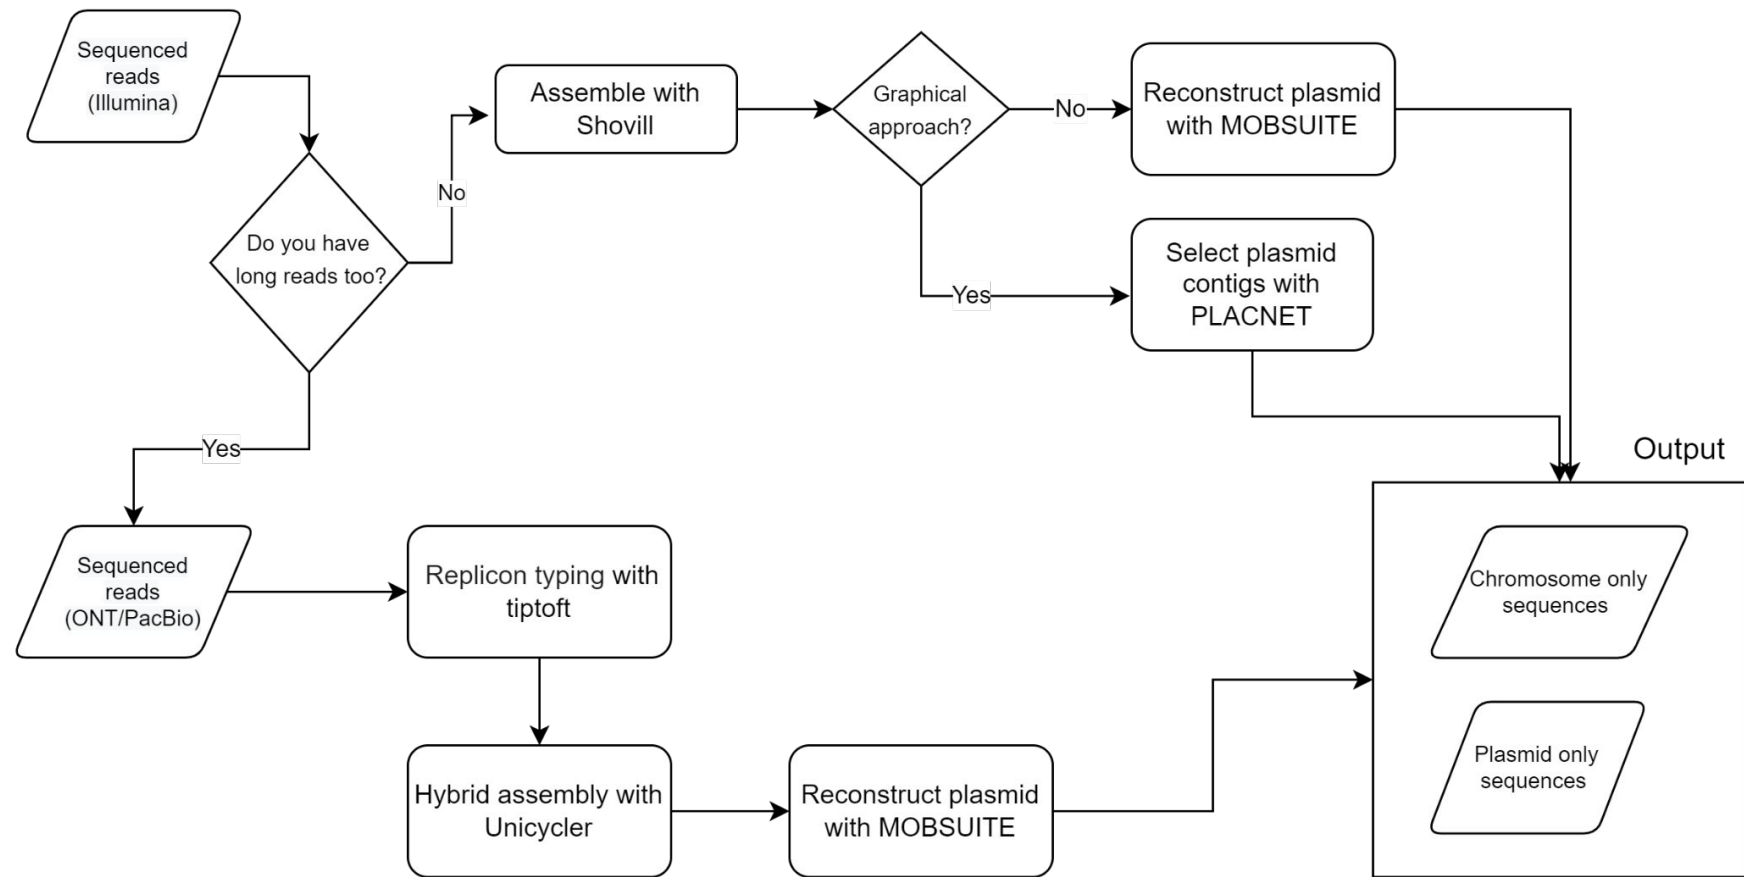 Sequenced
reads
(Illumina)
Do you have
long reads too?
No
Assemble with
Shovill
Graphical
approach?
No
Reconstruct plasmid
with MOBSUITE
Yes
Select plasmid
contigs with
PLACNET
Yes
Sequenced
reads
(ONT/PacBio)
Replicon typing with
tiptoft
Hybrid assembly with
Unicycler
Reconstruct plasmid
with MOBSUITE
Output
Chromosome only
sequences
Plasmid only
sequences